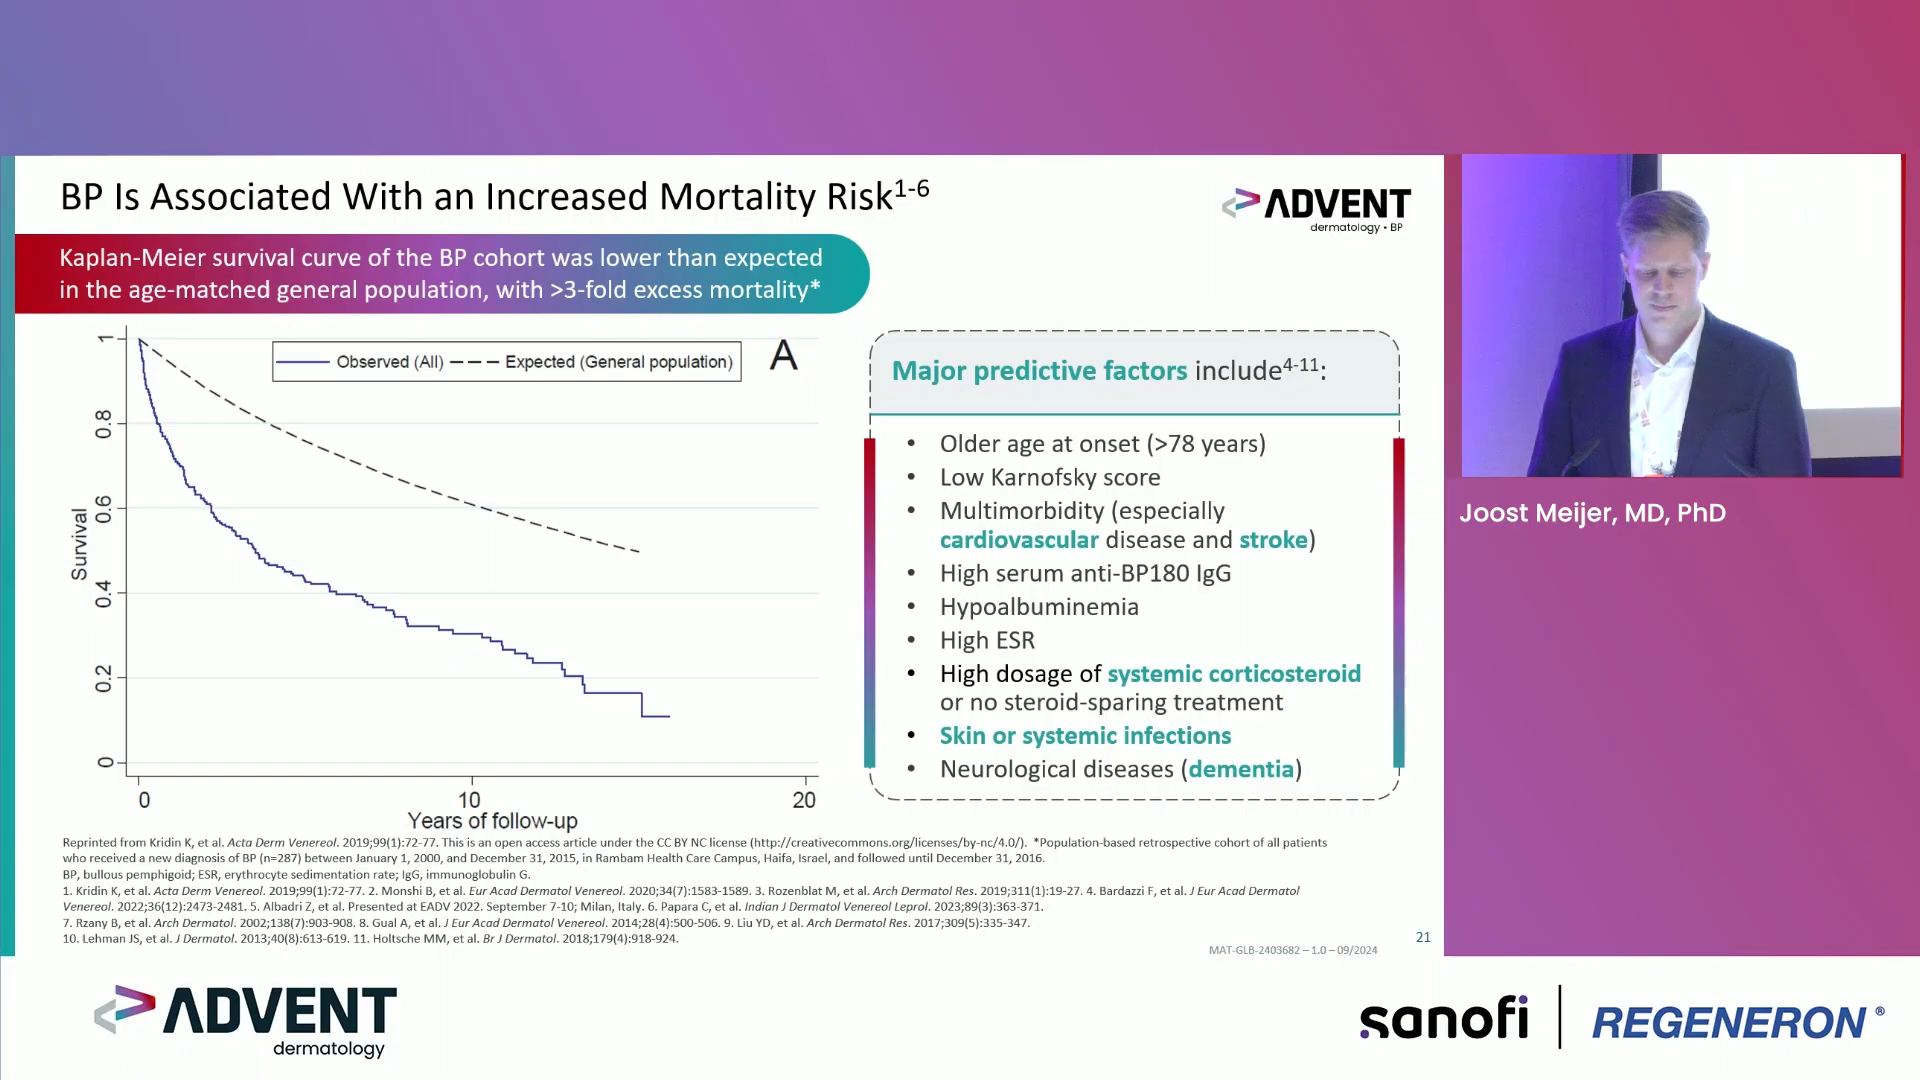 BP Is Associated With an Increased Mortality Risk1-6
ADVENT
dermatology • BP
Kaplan-Meier survival curve of the BP cohort was lower than expected
in the age-matched general population, with >3-fold excess mortality*
Observed (All)
Expected (General population)
A
Survival
1
0.8
0.6
0.4
0.2
0
0
10
20
Years of follow-up
Major predictive factors include4-11:
• Older age at onset (>78 years)
• Low Karnofsky score
• Multimorbidity (especially
cardiovascular disease and stroke)
• High serum anti-BP180 IgG
• Hypoalbuminemia
• High ESR
• High dosage of systemic corticosteroid
or no steroid-sparing treatment
• Skin or systemic infections
• Neurological diseases (dementia)
Reprinted from Kridin K, et al. Acta Derm Venereol. 2019;99(1):72-77. This is an open access article under the CC BY NC license (http://creativecommons.org/licenses/by-nc/4.0/). *Population-based retrospective cohort of all patients
who received a new diagnosis of BP (n=287) between January 1, 2000, and December 31, 2015, in Rambam Health Care Campus, Haifa, Israel, and followed until December 31, 2016.
BP, bullous pemphigoid; ESR, erythrocyte sedimentation rate; IgG, immunoglobulin G.
1. Kridin K, et al. Acta Derm Venereol. 2019;99(1):72-77. 2. Monshi B, et al. Eur Acad Dermatol Venereol. 2020;34(7):1583-1589. 3. Rozenblat M, et al. Arch Dermatol Res. 2019;311(1):19-27. 4. Bardazzi F, et al. J Eur Acad Dermatol
Venereol. 2022;36(12):2473-2481. 5. Albadri Z, et al. Presented at EADV 2022. September 7-10; Milan, Italy. 6. Papara C, et al. Indian J Dermatol Venereol Leprol. 2023;89(3):363-371.
7. Rzany B, et al. Arch Dermatol. 2002;138(7):903-908. 8. Gual A, et al. J Eur Acad Dermatol Venereol. 2014;28(4):500-506. 9. Liu YD, et al. Arch Dermatol Res. 2017;309(5):335-347.
10. Lehman JS, et al. J Dermatol. 2013;40(8):613-619. 11. Holtsche MM, et al. Br J Dermatol. 2018;179(4):918-924.
MAT-GLB-2403682 – 1.0 – 09/2024
21
Joost Meijer, MD, PhD
ADVENT
dermatology
sanofi
REGENERON®